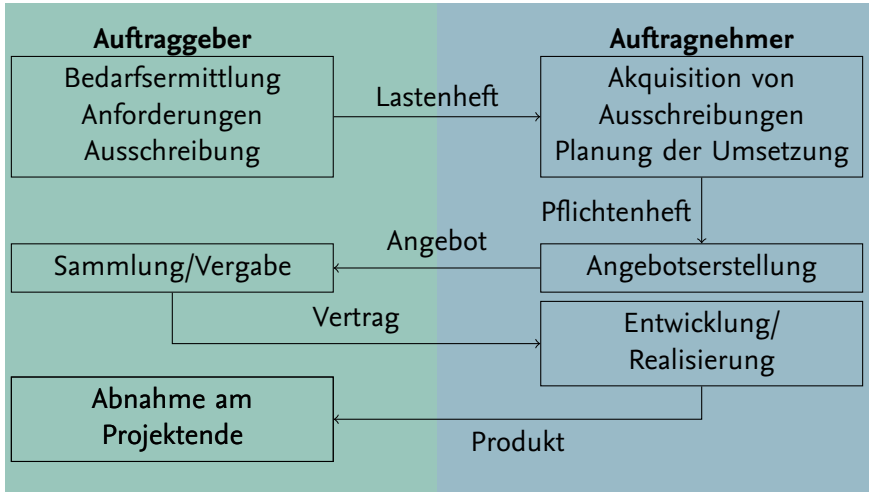 Auftraggeber
Auftragnehmer
Bedarfsermittlung
Anforderungen
Ausschreibung
Lastenheft
Akquisition von
Ausschreibungen
Planung der Umsetzung
Pflichtenheft
Angebot
Sammlung/Vergabe
Angebotserstellung
Vertrag
Entwicklung/
Realisierung
Abnahme am
Projektende
Produkt